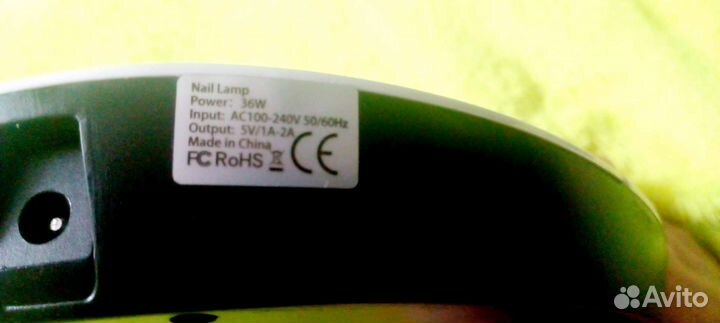 Nail Lamp
Power: 36W
Input: AC100-240V 50/60Hz
Output: 5V/1A-2A
Made in China
FC RoHS CE
Avito